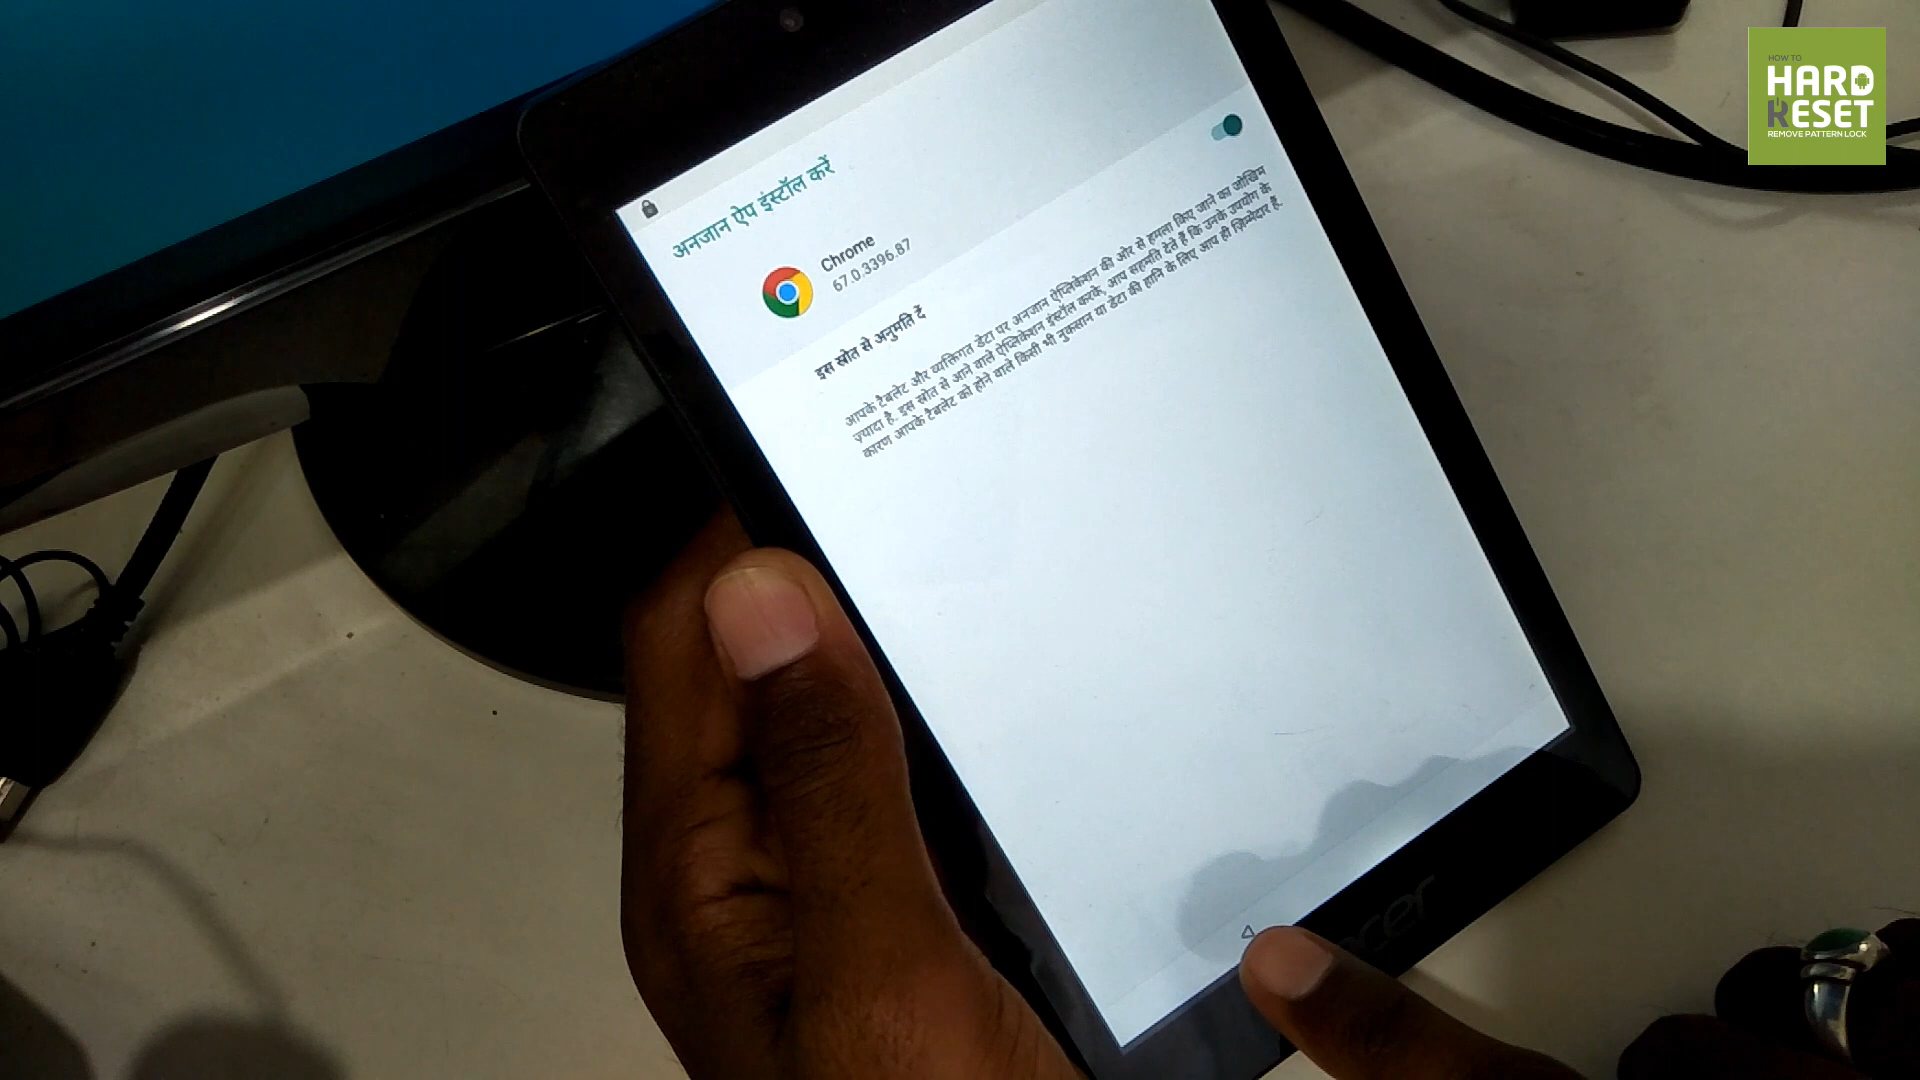 HOW TO
HARD
RESET
REMOVE PATTERN LOCK
अनजान ऐप इंस्टॉल करें
Chrome
67.0.3396.87
इस स्रोत से अनुमति दें
आपके टैबलेट और व्यक्तिगत डेटा पर अनजान ऐप्लिकेशन की ओर से हमला किए जाने का जोखिम
ज़्यादा है. इस स्रोत से आने वाले ऐप्लिकेशन इंस्टॉल करके, आप सहमति देते हैं कि उनके उपयोग के
कारण आपके टैबलेट को होने वाले किसी भी नुकसान या डेटा की हानि के लिए आप ही ज़िम्मेदार हैं.
acer